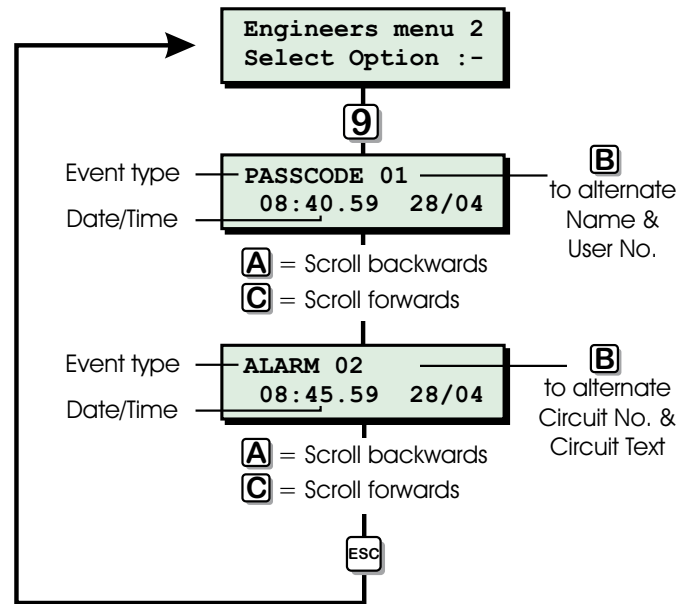 Engineers menu 2
Select Option :-
9
Event type
PASSCODE 01
B
to alternate
Name &
User No.
Date/Time
08:40.59 28/04
A = Scroll backwards
C = Scroll forwards
Event type
ALARM 02
B
to alternate
Circuit No. &
Circuit Text
Date/Time
08:45.59 28/04
A = Scroll backwards
C = Scroll forwards
ESC